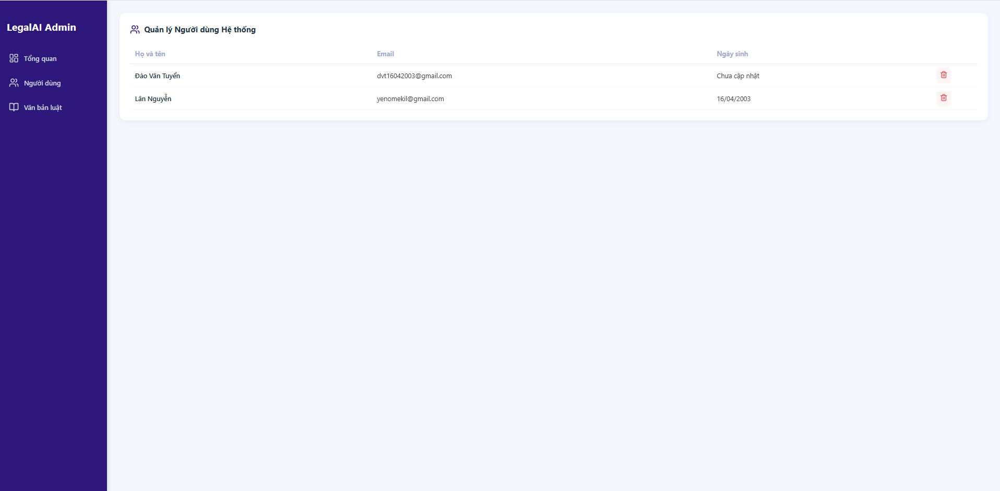 LegalAI Admin
Tổng quan
Người dùng
Văn bản luật
Quản lý Người dùng Hệ thống
Họ và tên Email Ngày sinh
Đào Văn Tuyển dvt16042003@gmail.com Chưa cập nhật
Lân Nguyễn yenomekil@gmail.com 16/04/2003